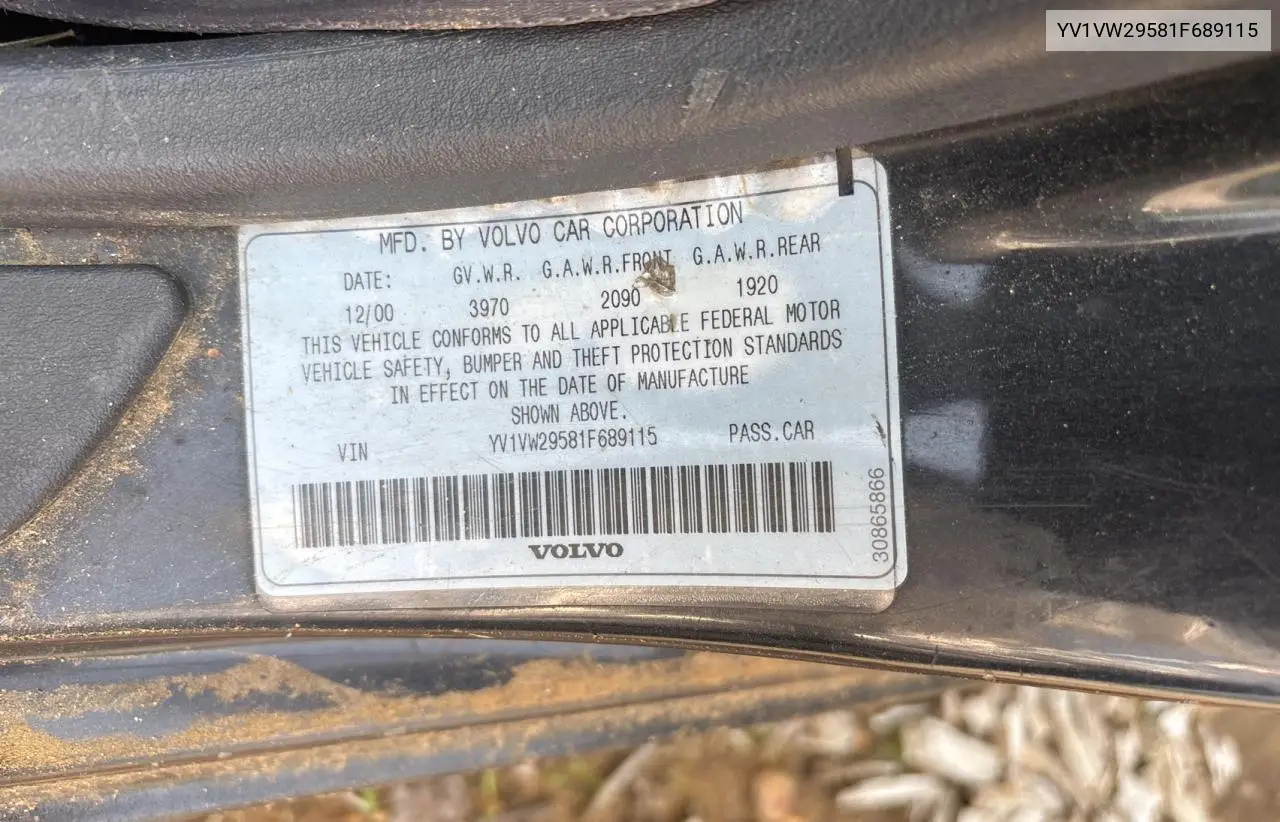 YV1VW29581F689115
MFD. BY VOLVO CAR CORPORATION
DATE: GV.W.R. G.A.W.R.FRONT G.A.W.R.REAR
12/00 3970 2090 1920
THIS VEHICLE CONFORMS TO ALL APPLICABLE FEDERAL MOTOR
VEHICLE SAFETY, BUMPER AND THEFT PROTECTION STANDARDS
IN EFFECT ON THE DATE OF MANUFACTURE
SHOWN ABOVE.
VIN YV1VW29581F689115 PASS.CAR
VOLVO
30865866